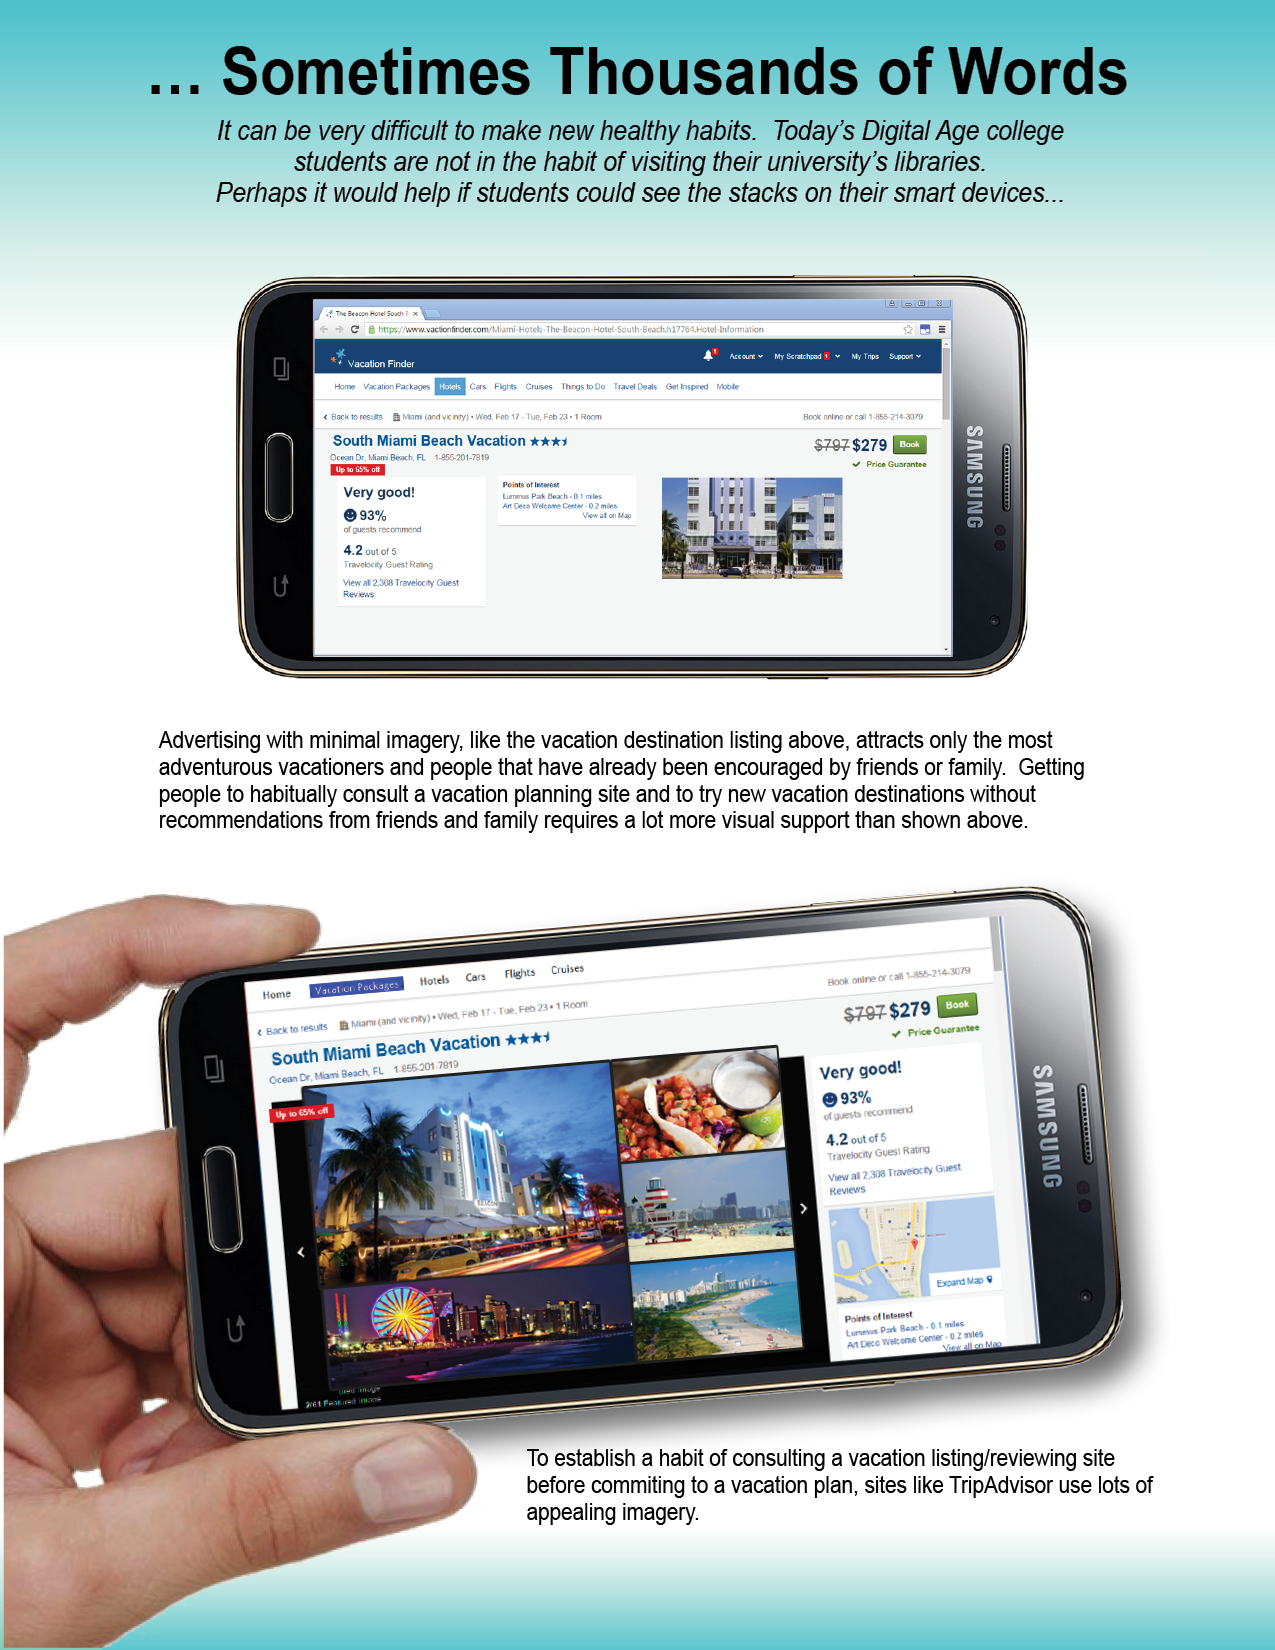 ... Sometimes Thousands of Words
It can be very difficult to make new healthy habits.  Today's Digital Age college
students are not in the habit of visiting their university's libraries.
Perhaps it would help if students could see the stacks on their smart devices...
The Beacon Hotel South B
https://www.vactionfinder.com/Miami-Hotels-The-Beacon-Hotel-South-Beach.h17764.Hotel-Information
Vacation Finder
1 Account My Scratchpad 1 My Trips Support
Home Vacation Packages Hotels Cars Flights Cruises Things to Do Travel Deals Get Inspired Mobile
Back to results Miami (and vicinity) • Wed, Feb 17 - Tue, Feb 23 • 1 Room Book online or call 1-855-214-3079
South Miami Beach Vacation $797 $279 Book
Ocean Dr, Miami Beach, FL 1-855-201-7819 Price Guarantee
Up to 65% off
Very good!
93%
of guests recommend
4.2 out of 5
Travelocity Guest Rating
View all 2,308 Travelocity Guest
Reviews
Points of Interest
Lummus Park Beach - 0.1 miles
Art Deco Welcome Center - 0.2 miles
View all on Map
SAMSUNG
Advertising with minimal imagery, like the vacation destination listing above, attracts only the most
adventurous vacationers and people that have already been encouraged by friends or family.  Getting
people to habitually consult a vacation planning site and to try new vacation destinations without
recommendations from friends and family requires a lot more visual support than shown above.
Home Vacation Packages Hotels Cars Flights Cruises
Back to results Miami (and vicinity) • Wed, Feb 17 - Tue, Feb 23 • 1 Room Book online or call 1-855-214-3079
South Miami Beach Vacation $797 $279 Book
Ocean Dr, Miami Beach, FL 1-855-201-7819 Price Guarantee
Up to 65% off
Very good!
93%
of guests recommend
4.2 out of 5
Travelocity Guest Rating
View all 2,308 Travelocity Guest
Reviews
Google
Expand Map
Points of Interest
Lummus Park Beach - 0.1 miles
Art Deco Welcome Center - 0.2 miles
View all on Map
BEACON
Image
2/61 Featured Image
SAMSUNG
To establish a habit of consulting a vacation listing/reviewing site
before commiting to a vacation plan, sites like TripAdvisor use lots of
appealing imagery.